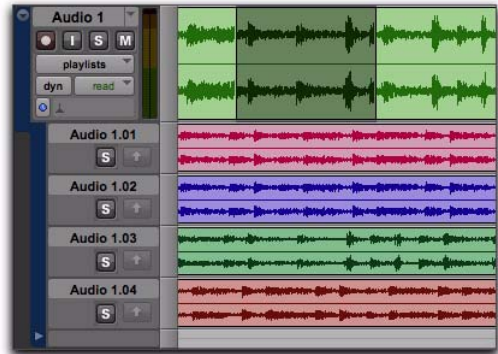 Audio 1
I S M
playlists
dyn read
Audio 1.01
S
Audio 1.02
S
Audio 1.03
S
Audio 1.04
S